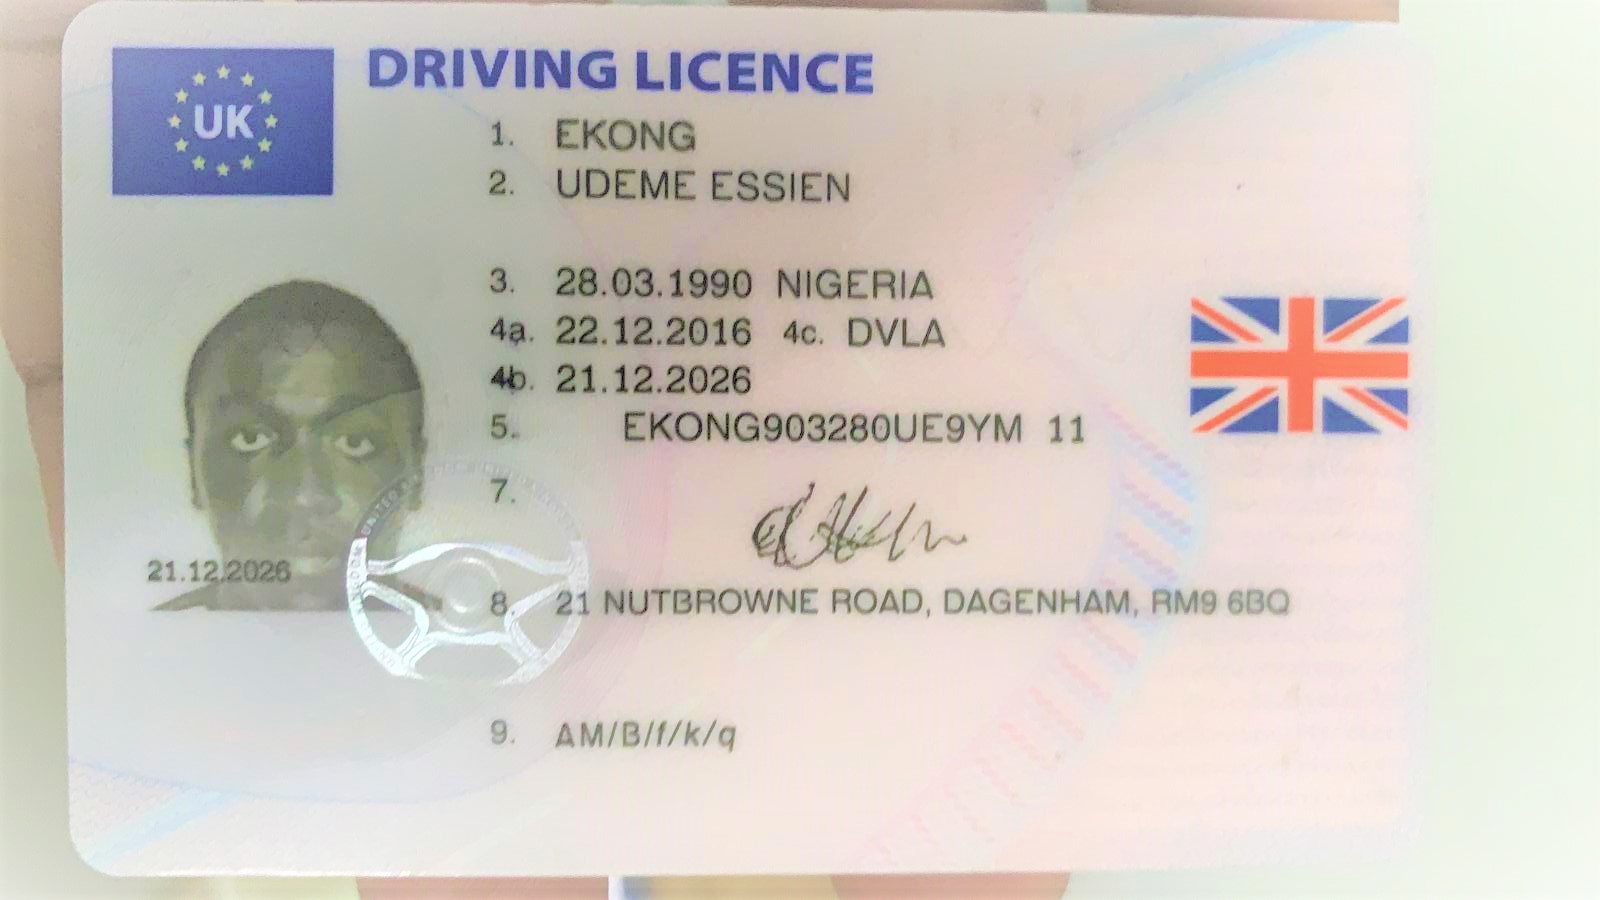 UK
DRIVING LICENCE
1. EKONG
2. UDEME ESSIEN
3. 28.03.1990 NIGERIA
4a. 22.12.2016 4c. DVLA
4b. 21.12.2026
5. EKONG903280UE9YM 11
7.
21.12.2026
8. 21 NUTBROWNE ROAD, DAGENHAM, RM9 6BQ
9. AM/B/f/k/q